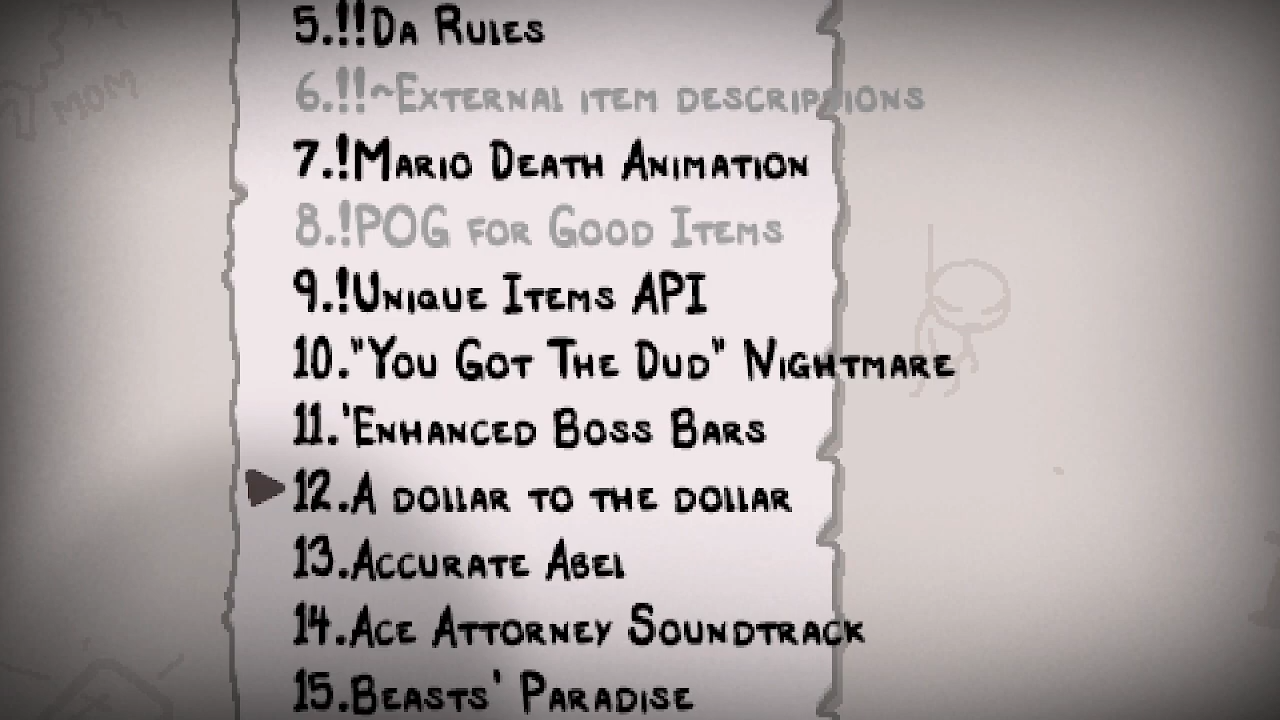 5.!!Da Rules
6.!!~External item descriptions
7.!Mario Death Animation
8.!POG for Good Items
9.!Unique Items API
10."You Got The Dud" Nightmare
11.'Enhanced Boss Bars
12.A dollar to the dollar
13.Accurate Abel
14.Ace Attorney Soundtrack
15.Beasts' Paradise
MOM